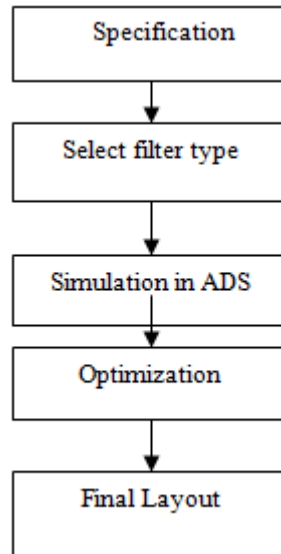 Specification
Select filter type
Simulation in ADS
Optimization
Final Layout